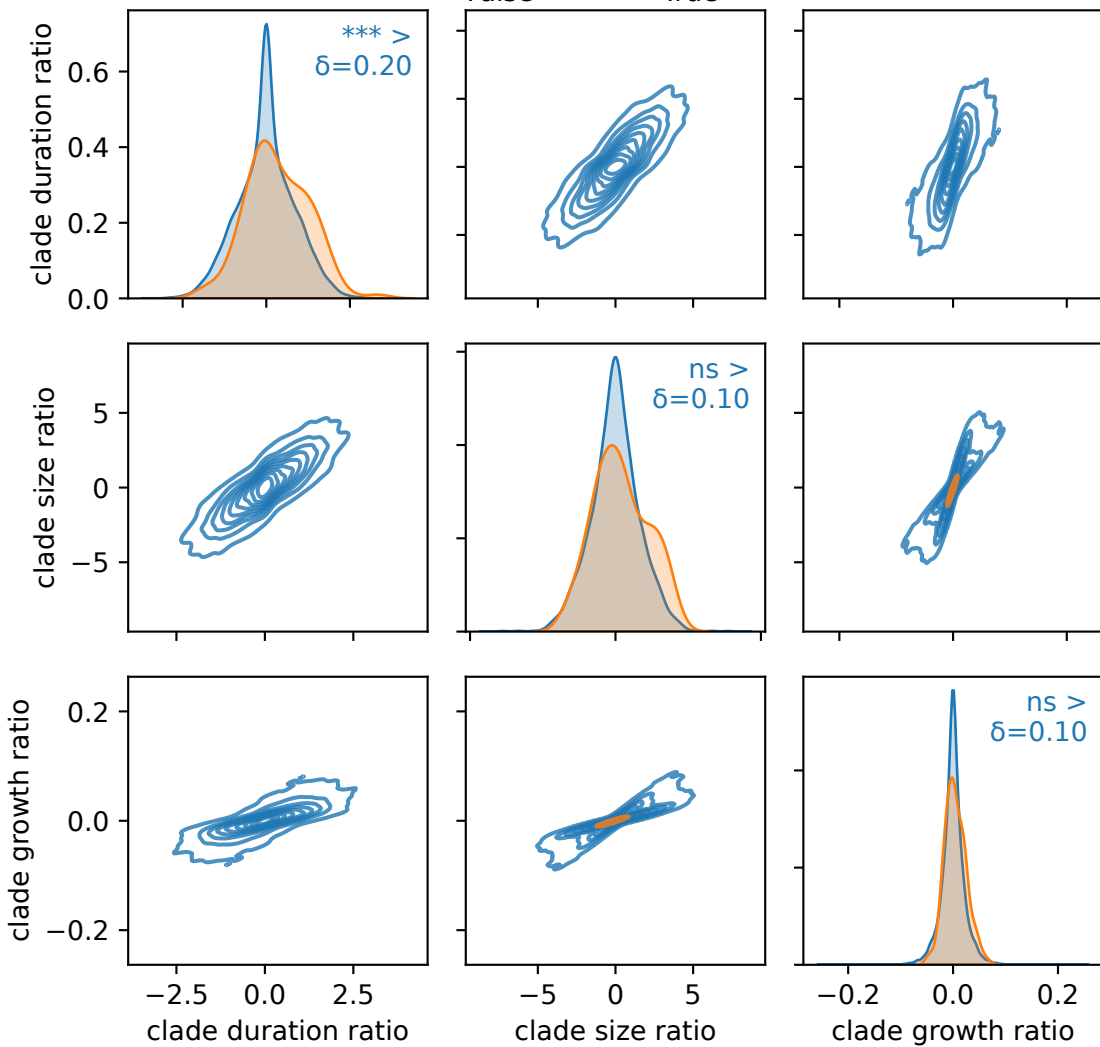 clade duration ratio
0.6
0.4
0.2
0.0
*** >
δ=0.20
clade size ratio
5
0
−5
ns >
δ=0.10
clade growth ratio
0.2
0.0
−0.2
ns >
δ=0.10
−2.5 0.0 2.5
−5 0 5
−0.2 0.0 0.2
clade duration ratio
clade size ratio
clade growth ratio